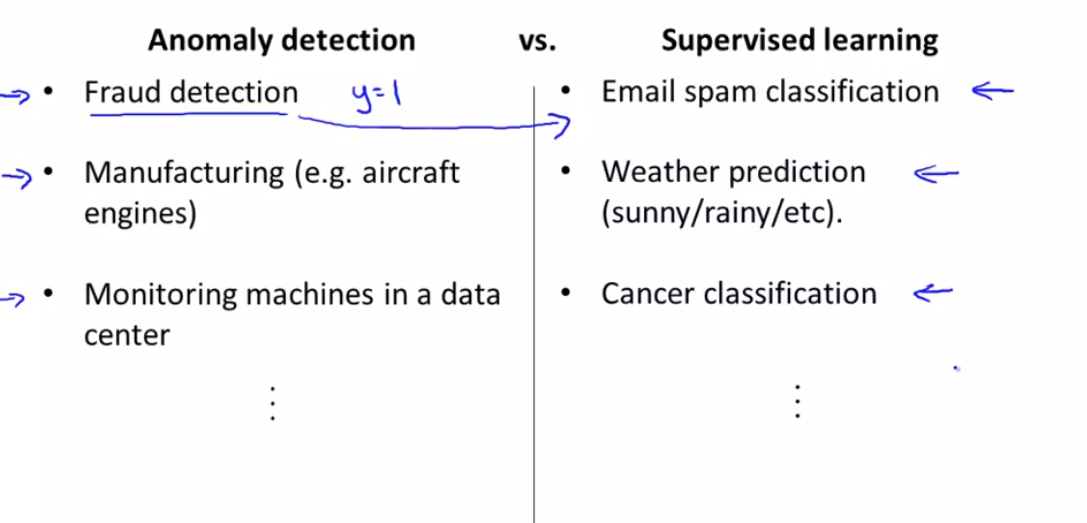 Anomaly detection vs. Supervised learning
• Fraud detection y=1
• Manufacturing (e.g. aircraft
engines)
• Monitoring machines in a data
center
⋮
• Email spam classification
• Weather prediction
(sunny/rainy/etc).
• Cancer classification
⋮